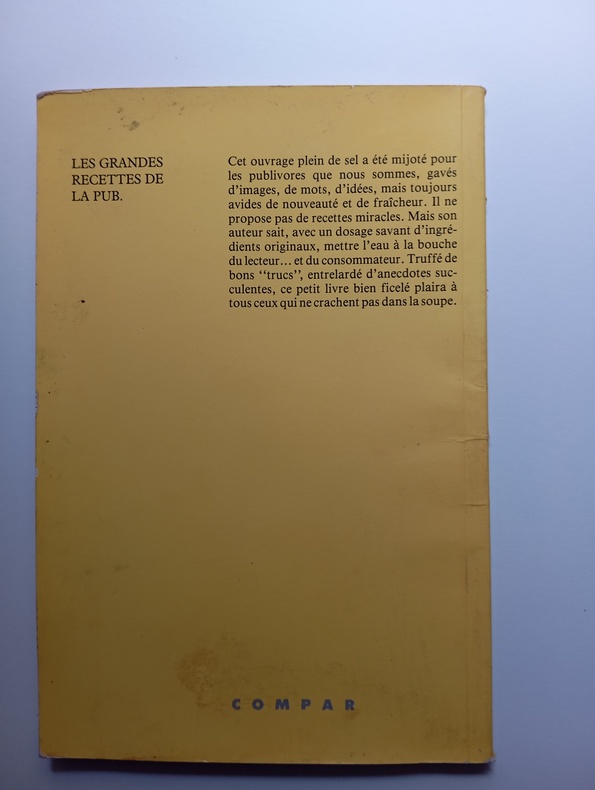 LES GRANDES
RECETTES DE
LA PUB.
Cet ouvrage plein de sel a été mijoté pour
les publivores que nous sommes, gavés
d'images, de mots, d'idées, mais toujours
avides de nouveauté et de fraîcheur. Il ne
propose pas de recettes miracles. Mais son
auteur sait, avec un dosage savant d'ingré-
dients originaux, mettre l'eau à la bouche
du lecteur... et du consommateur. Truffé de
bons "trucs", entrelardé d'anecdotes suc-
culentes, ce petit livre bien ficelé plaira à
tous ceux qui ne crachent pas dans la soupe.
COMPAR